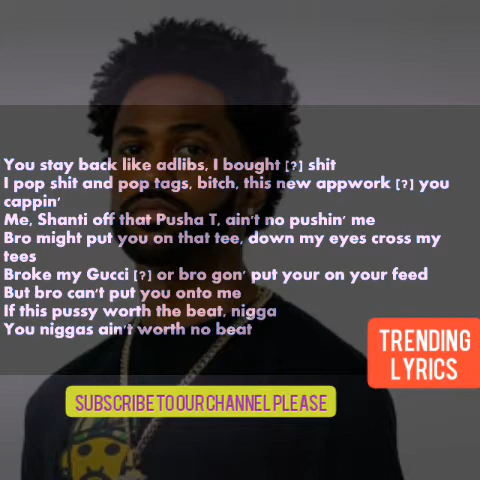 You stay back like adlibs, I bought [?] shit
I pop shit and pop tags, bitch, this new appwork [?] you
cappin'
Me, Shanti off that Pusha T, ain't no pushin' me
Bro might put you on that tee, down my eyes cross my
tees
Broke my Gucci [?] or bro gon' put your on your feed
But bro can't put you onto me
If this pussy worth the beat, nigga
You niggas ain't worth no beat
TRENDING
LYRICS
SUBSCRIBE TO OUR CHANNEL PLEASE